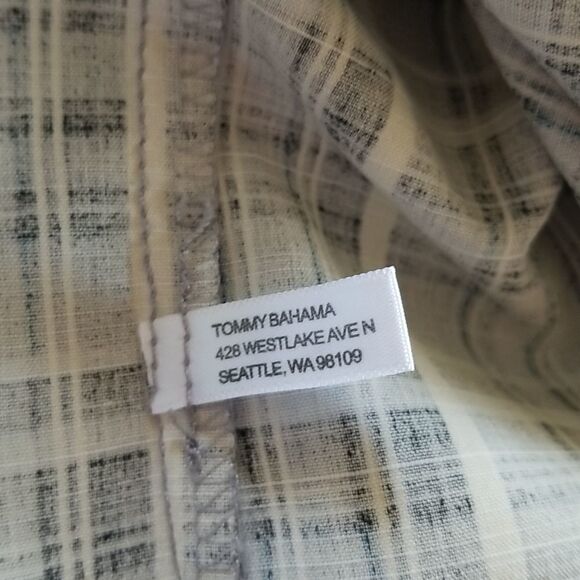 TOMMY BAHAMA
428 WESTLAKE AVE N
SEATTLE, WA 98109